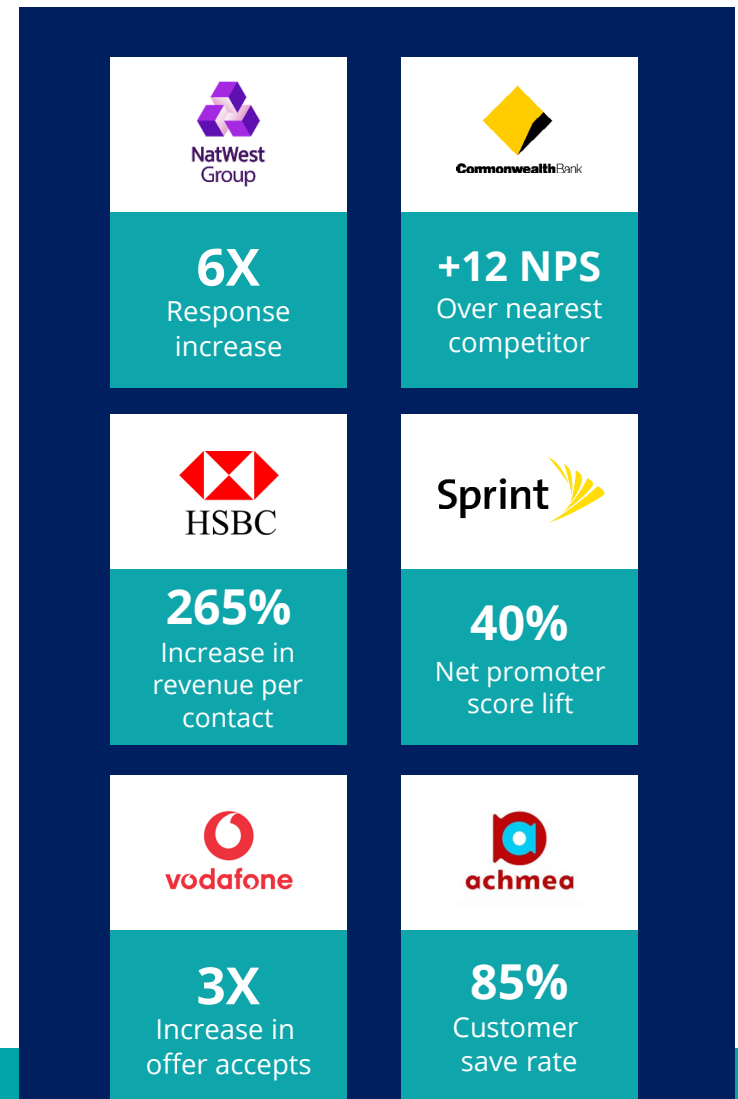 NatWest
Group
6X
Response
increase
CommonwealthBank
+12 NPS
Over nearest
competitor
HSBC
265%
Increase in
revenue per
contact
Sprint
40%
Net promoter
score lift
vodafone
3X
Increase in
offer accepts
achmea
85%
Customer
save rate